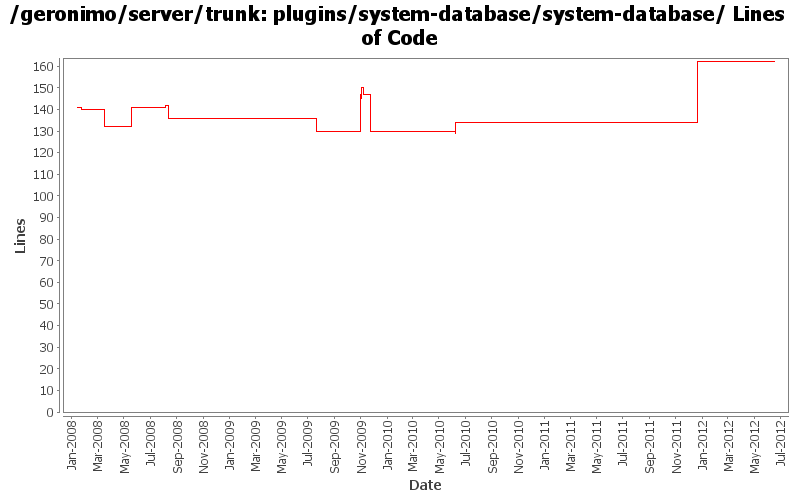 /geronimo/server/trunk: plugins/system-database/system-database/ Lines
of Code
Lines
160
150
140
130
120
110
100
90
80
70
60
50
40
30
20
10
0
Jan-2008
Mar-2008
May-2008
Jul-2008
Sep-2008
Nov-2008
Jan-2009
Mar-2009
May-2009
Jul-2009
Sep-2009
Nov-2009
Jan-2010
Mar-2010
May-2010
Jul-2010
Sep-2010
Nov-2010
Jan-2011
Mar-2011
May-2011
Jul-2011
Sep-2011
Nov-2011
Jan-2012
Mar-2012
May-2012
Jul-2012
Date